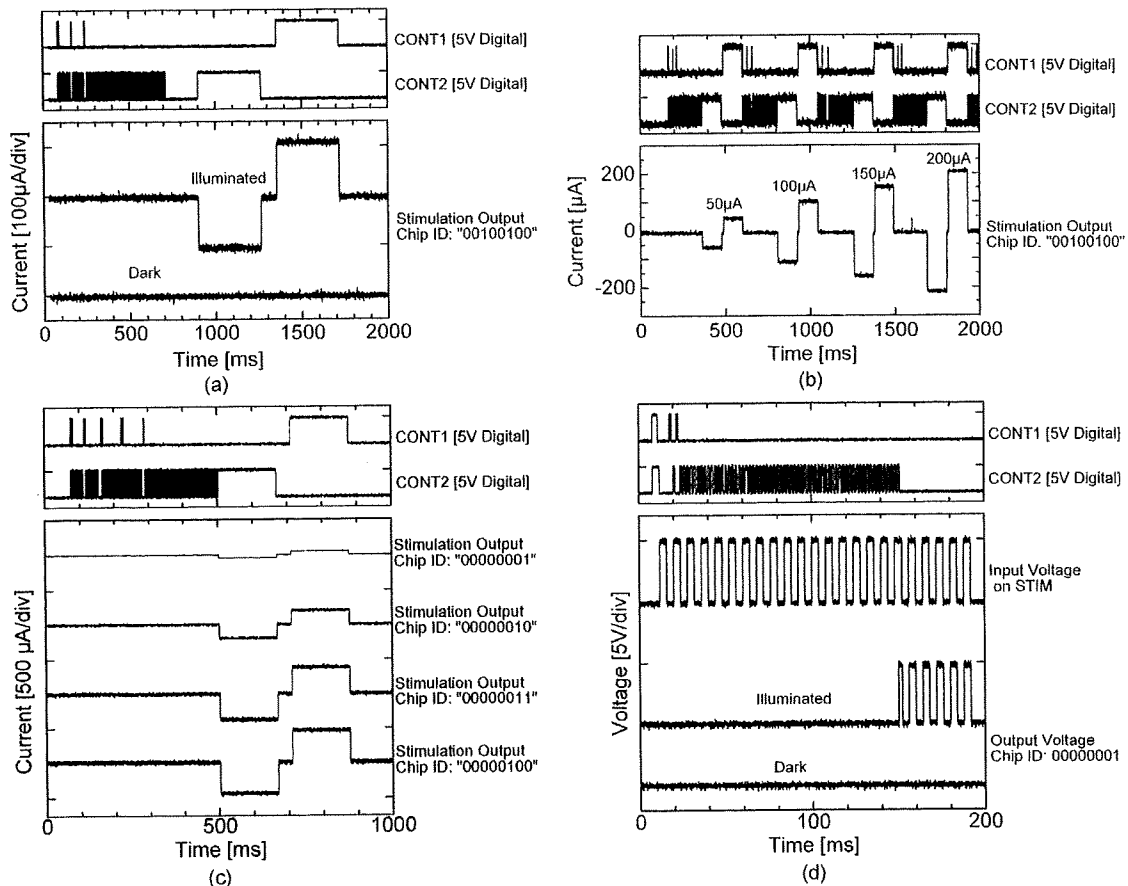 CONT1 [5V Digital]
CONT2 [5V Digital]
Current [100µA/div]
Illuminated
Dark
Stimulation Output
Chip ID: "00100100"
0 500 1000 1500 2000
Time [ms]
(a)
CONT1 [5V Digital]
CONT2 [5V Digital]
Current [µA]
200
0
-200
50µA
100µA
150µA
200µA
Stimulation Output
Chip ID. "00100100"
0 500 1000 1500 2000
Time [ms]
(b)
CONT1 [5V Digital]
CONT2 [5V Digital]
Current [500 µA/div]
Stimulation Output
Chip ID: "00000001"
Stimulation Output
Chip ID: "00000010"
Stimulation Output
Chip ID: "00000011"
Stimulation Output
Chip ID: "00000100"
0 500 1000
Time [ms]
(c)
CONT1 [5V Digital]
CONT2 [5V Digital]
Voltage [5V/div]
Input Voltage
on STIM
Illuminated
Dark
Output Voltage
Chip ID: 00000001
0 100 200
Time [ms]
(d)